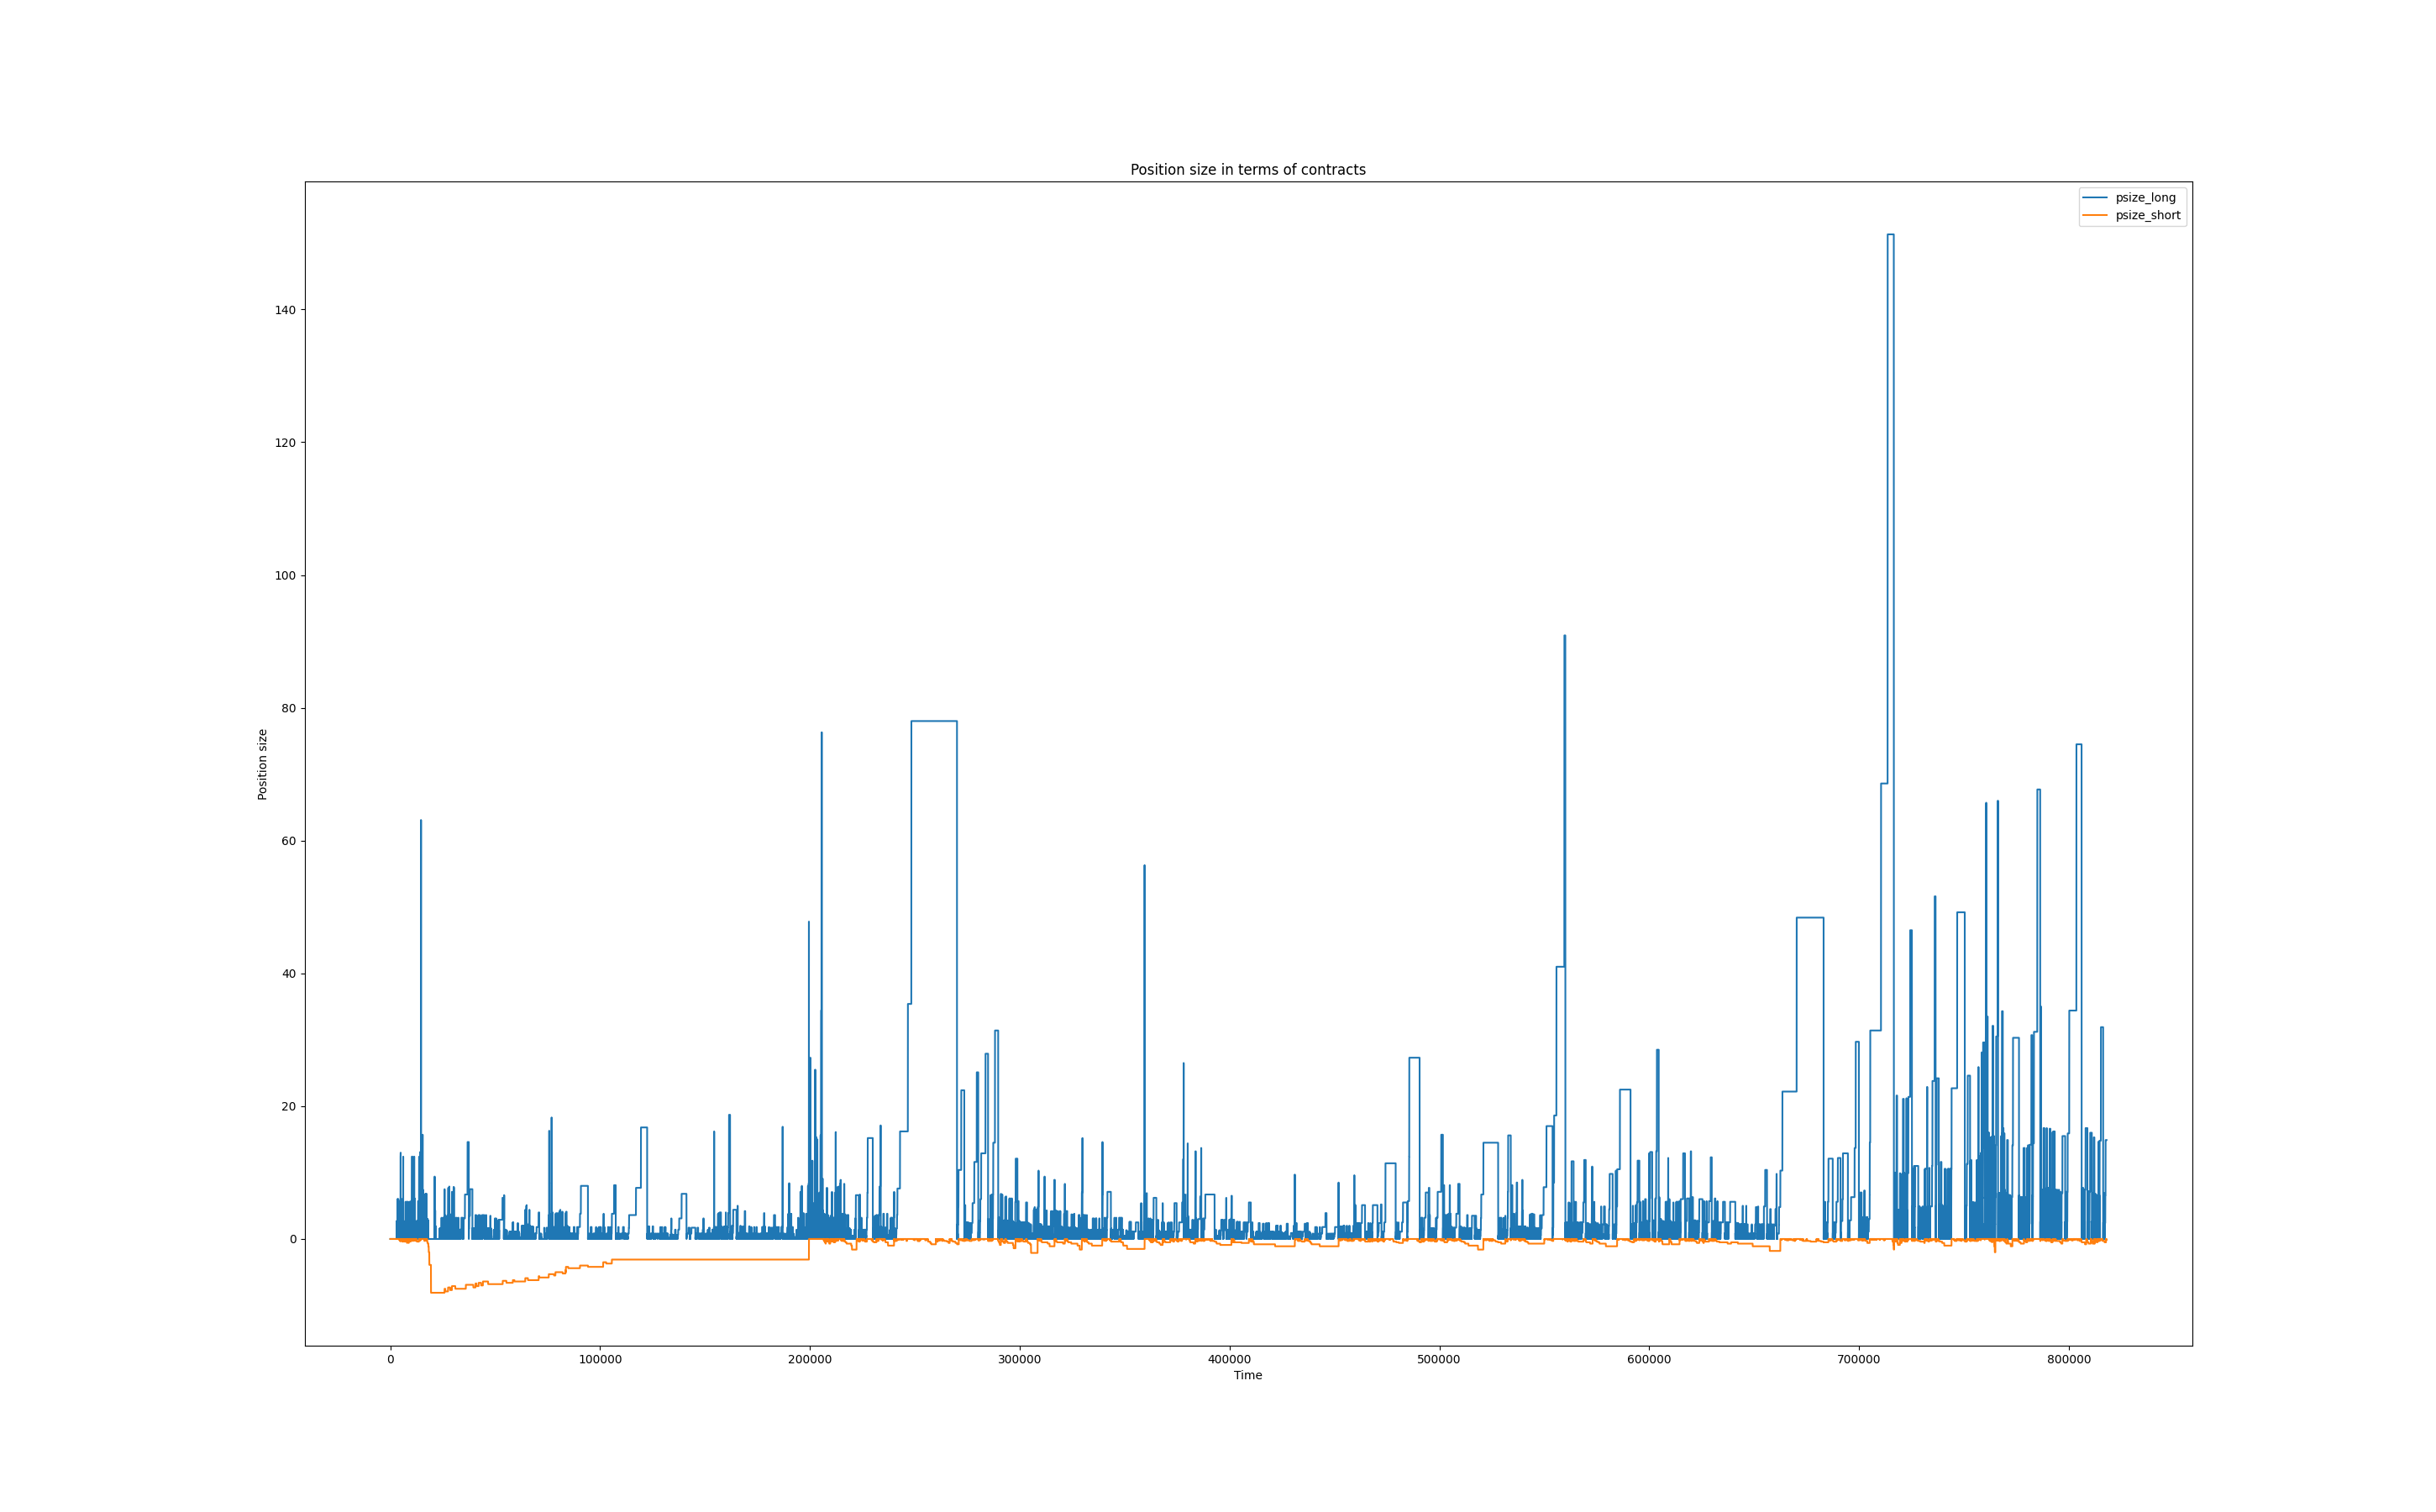 Position size in terms of contracts
psize_long
psize_short
140
120
100
80
60
40
20
0
Position size
0 100000 200000 300000 400000 500000 600000 700000 800000
Time